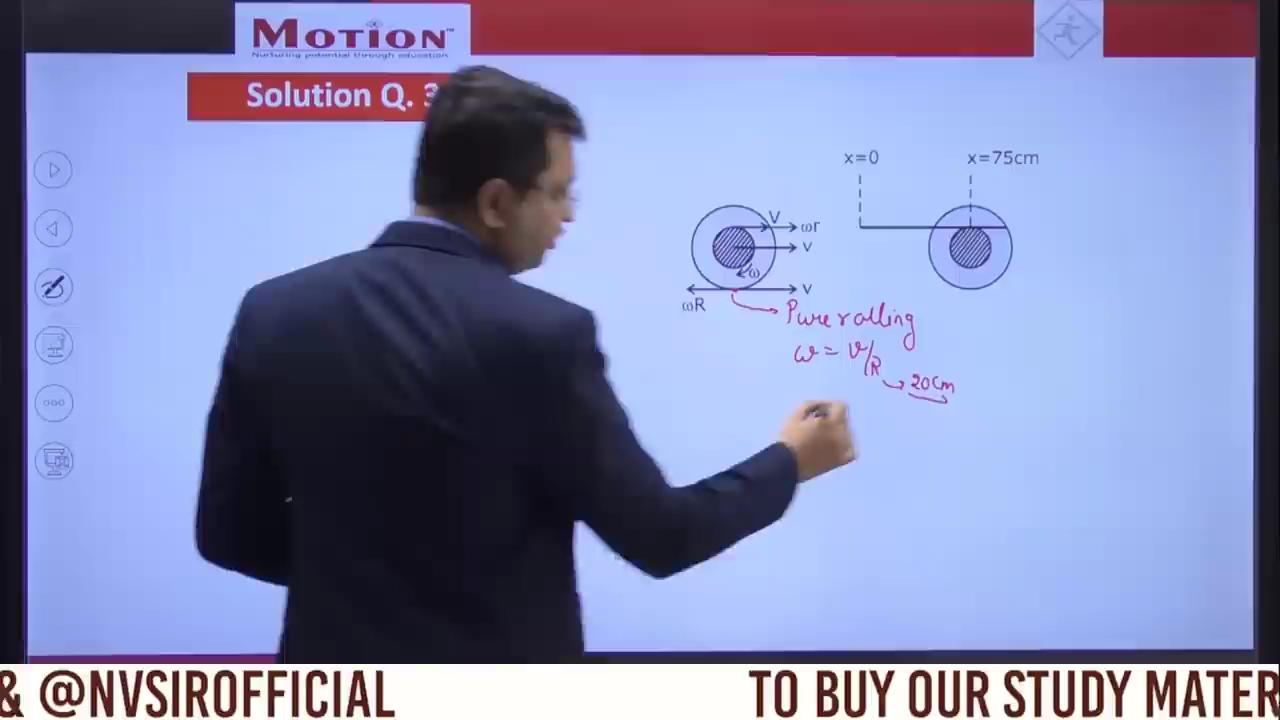 MOTION™
Nurturing potential through education
Solution Q. 3
x=0
x=75cm
V
ωr
v
ω
v
ωR
Pure rolling
ω = v/R
20cm
& @NVSIROFFICIAL
TO BUY OUR STUDY MATER